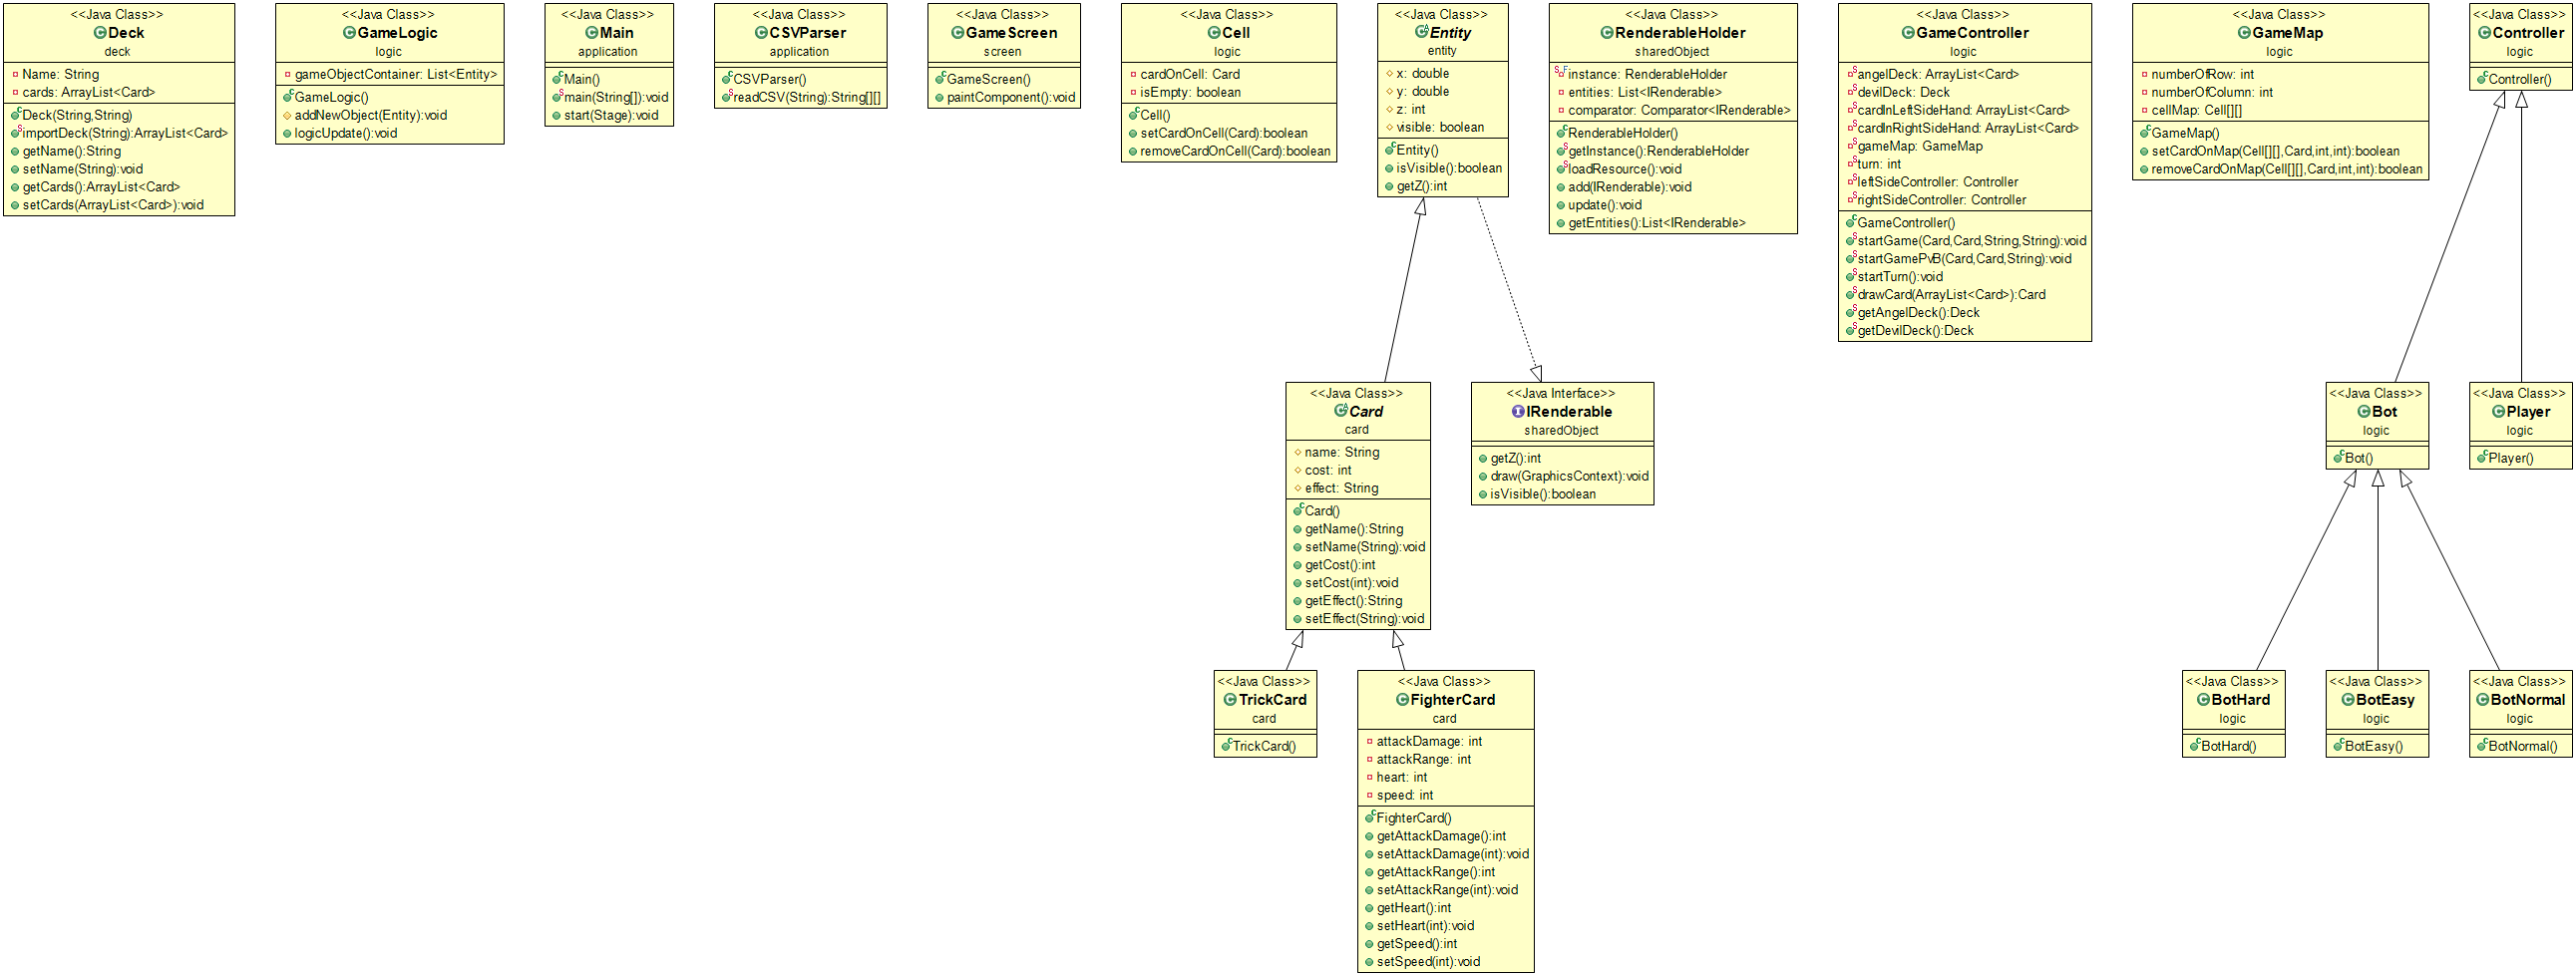 <<Java Class>>
Deck
deck
Name: String
cards: ArrayList<Card>
Deck(String,String)
importDeck(String):ArrayList<Card>
getName():String
setName(String):void
getCards():ArrayList<Card>
setCards(ArrayList<Card>):void
<<Java Class>>
GameLogic
logic
gameObjectContainer: List<Entity>
GameLogic()
addNewObject(Entity):void
logicUpdate():void
<<Java Class>>
Main
application
Main()
main(String[]):void
start(Stage):void
<<Java Class>>
CSVParser
application
CSVParser()
readCSV(String):String[][]
<<Java Class>>
GameScreen
screen
GameScreen()
paintComponent():void
<<Java Class>>
Cell
logic
cardOnCell: Card
isEmpty: boolean
Cell()
setCardOnCell(Card):boolean
removeCardOnCell(Card):boolean
<<Java Class>>
Entity
entity
x: double
y: double
z: int
visible: boolean
Entity()
isVisible():boolean
getZ():int
<<Java Class>>
RenderableHolder
sharedObject
instance: RenderableHolder
entities: List<IRenderable>
comparator: Comparator<IRenderable>
RenderableHolder()
getInstance():RenderableHolder
loadResource():void
add(IRenderable):void
update():void
getEntities():List<IRenderable>
<<Java Class>>
GameController
logic
angelDeck: ArrayList<Card>
devilDeck: Deck
cardInLeftSideHand: ArrayList<Card>
cardInRightSideHand: ArrayList<Card>
gameMap: GameMap
turn: int
leftSideController: Controller
rightSideController: Controller
GameController()
startGame(Card,Card,String,String):void
startGamePvB(Card,Card,String):void
startTurn():void
drawCard(ArrayList<Card>):Card
getAngelDeck():Deck
getDevilDeck():Deck
<<Java Class>>
GameMap
logic
numberOfRow: int
numberOfColumn: int
cellMap: Cell[][]
GameMap()
setCardOnMap(Cell[][],Card,int,int):boolean
removeCardOnMap(Cell[][],Card,int,int):boolean
<<Java Class>>
Controller
logic
Controller()
<<Java Class>>
Card
card
name: String
cost: int
effect: String
Card()
getName():String
setName(String):void
getCost():int
setCost(int):void
getEffect():String
setEffect(String):void
<<Java Interface>>
IRenderable
sharedObject
getZ():int
draw(GraphicsContext):void
isVisible():boolean
<<Java Class>>
Bot
logic
Bot()
<<Java Class>>
Player
logic
Player()
<<Java Class>>
TrickCard
card
TrickCard()
<<Java Class>>
FighterCard
card
attackDamage: int
attackRange: int
heart: int
speed: int
FighterCard()
getAttackDamage():int
setAttackDamage(int):void
getAttackRange():int
setAttackRange(int):void
getHeart():int
setHeart(int):void
getSpeed():int
setSpeed(int):void
<<Java Class>>
BotHard
logic
BotHard()
<<Java Class>>
BotEasy
logic
BotEasy()
<<Java Class>>
BotNormal
logic
BotNormal()